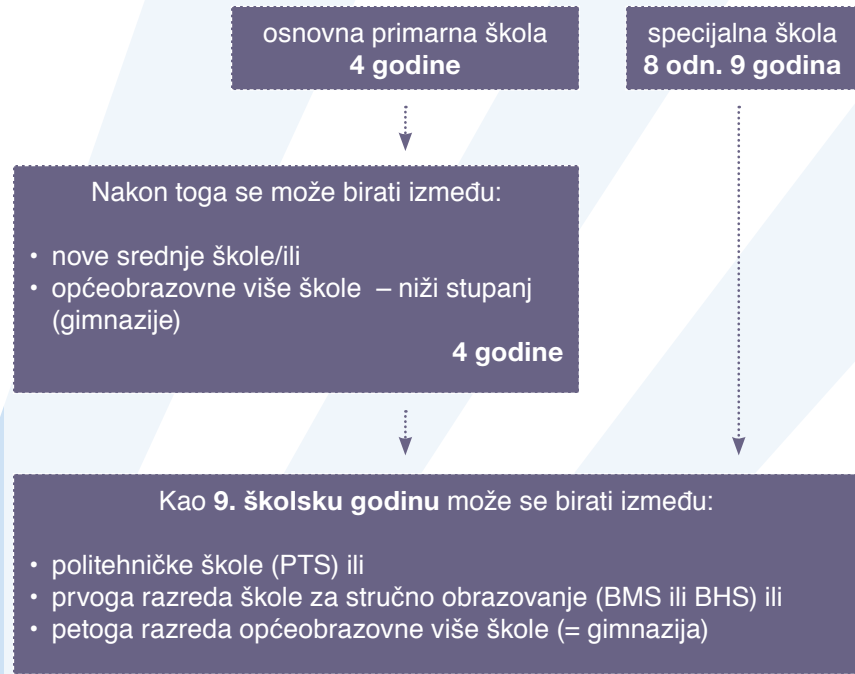 osnovna primarna škola
4 godine
specijalna škola
8 odn. 9 godina
Nakon toga se može birati između:
• nove srednje škole/ili
• općeobrazovne više škole – niži stupanj
(gimnazije)
4 godine
Kao 9. školsku godinu može se birati između:
• politehničke škole (PTS) ili
• prvoga razreda škole za stručno obrazovanje (BMS ili BHS) ili
• petoga razreda općeobrazovne više škole (= gimnazija)